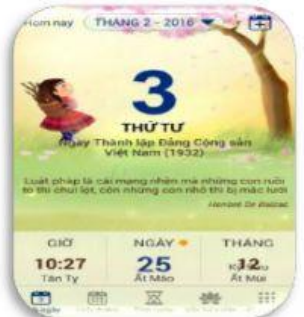 Hôm nay
THÁNG 2 - 2016
3
THỨ TƯ
Ngày Thành lập Đảng Cộng sản
Việt Nam (1932)
Luật pháp là cái mạng nhện mà những con ruồi
to thì chui lọt, còn những con nhỏ thì bị mắc lưới
Honoré De Balzac
GIỜ NGÀY THÁNG
10:27 25 12
Tân Tỵ Ất Mão Ất Mùi